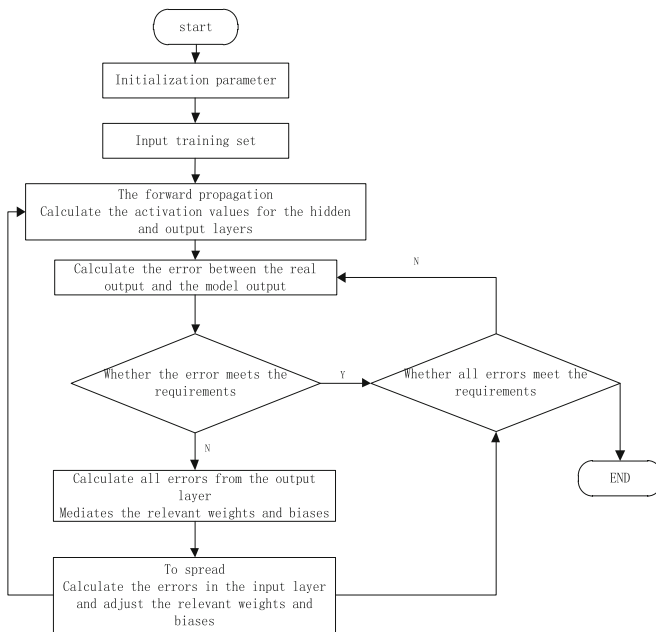 start
Initialization parameter
Input training set
The forward propagation
Calculate the activation values for the hidden
and output layers
Calculate the error between the real
output and the model output
N
Whether the error meets the
requirements
Y
Whether all errors meet the
requirements
N
Calculate all errors from the output
layer
Mediates the relevant weights and biases
END
To spread
Calculate the errors in the input layer
and adjust the relevant weights and
biases